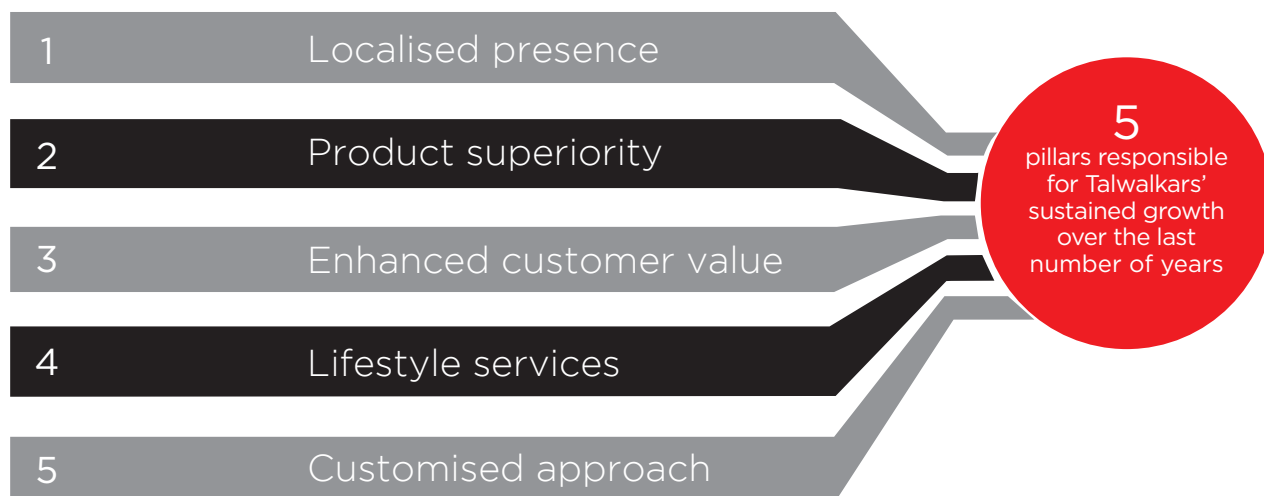 1 Localised presence
2 Product superiority
3 Enhanced customer value
4 Lifestyle services
5 Customised approach
5
pillars responsible
for Talwalkars’
sustained growth
over the last
number of years